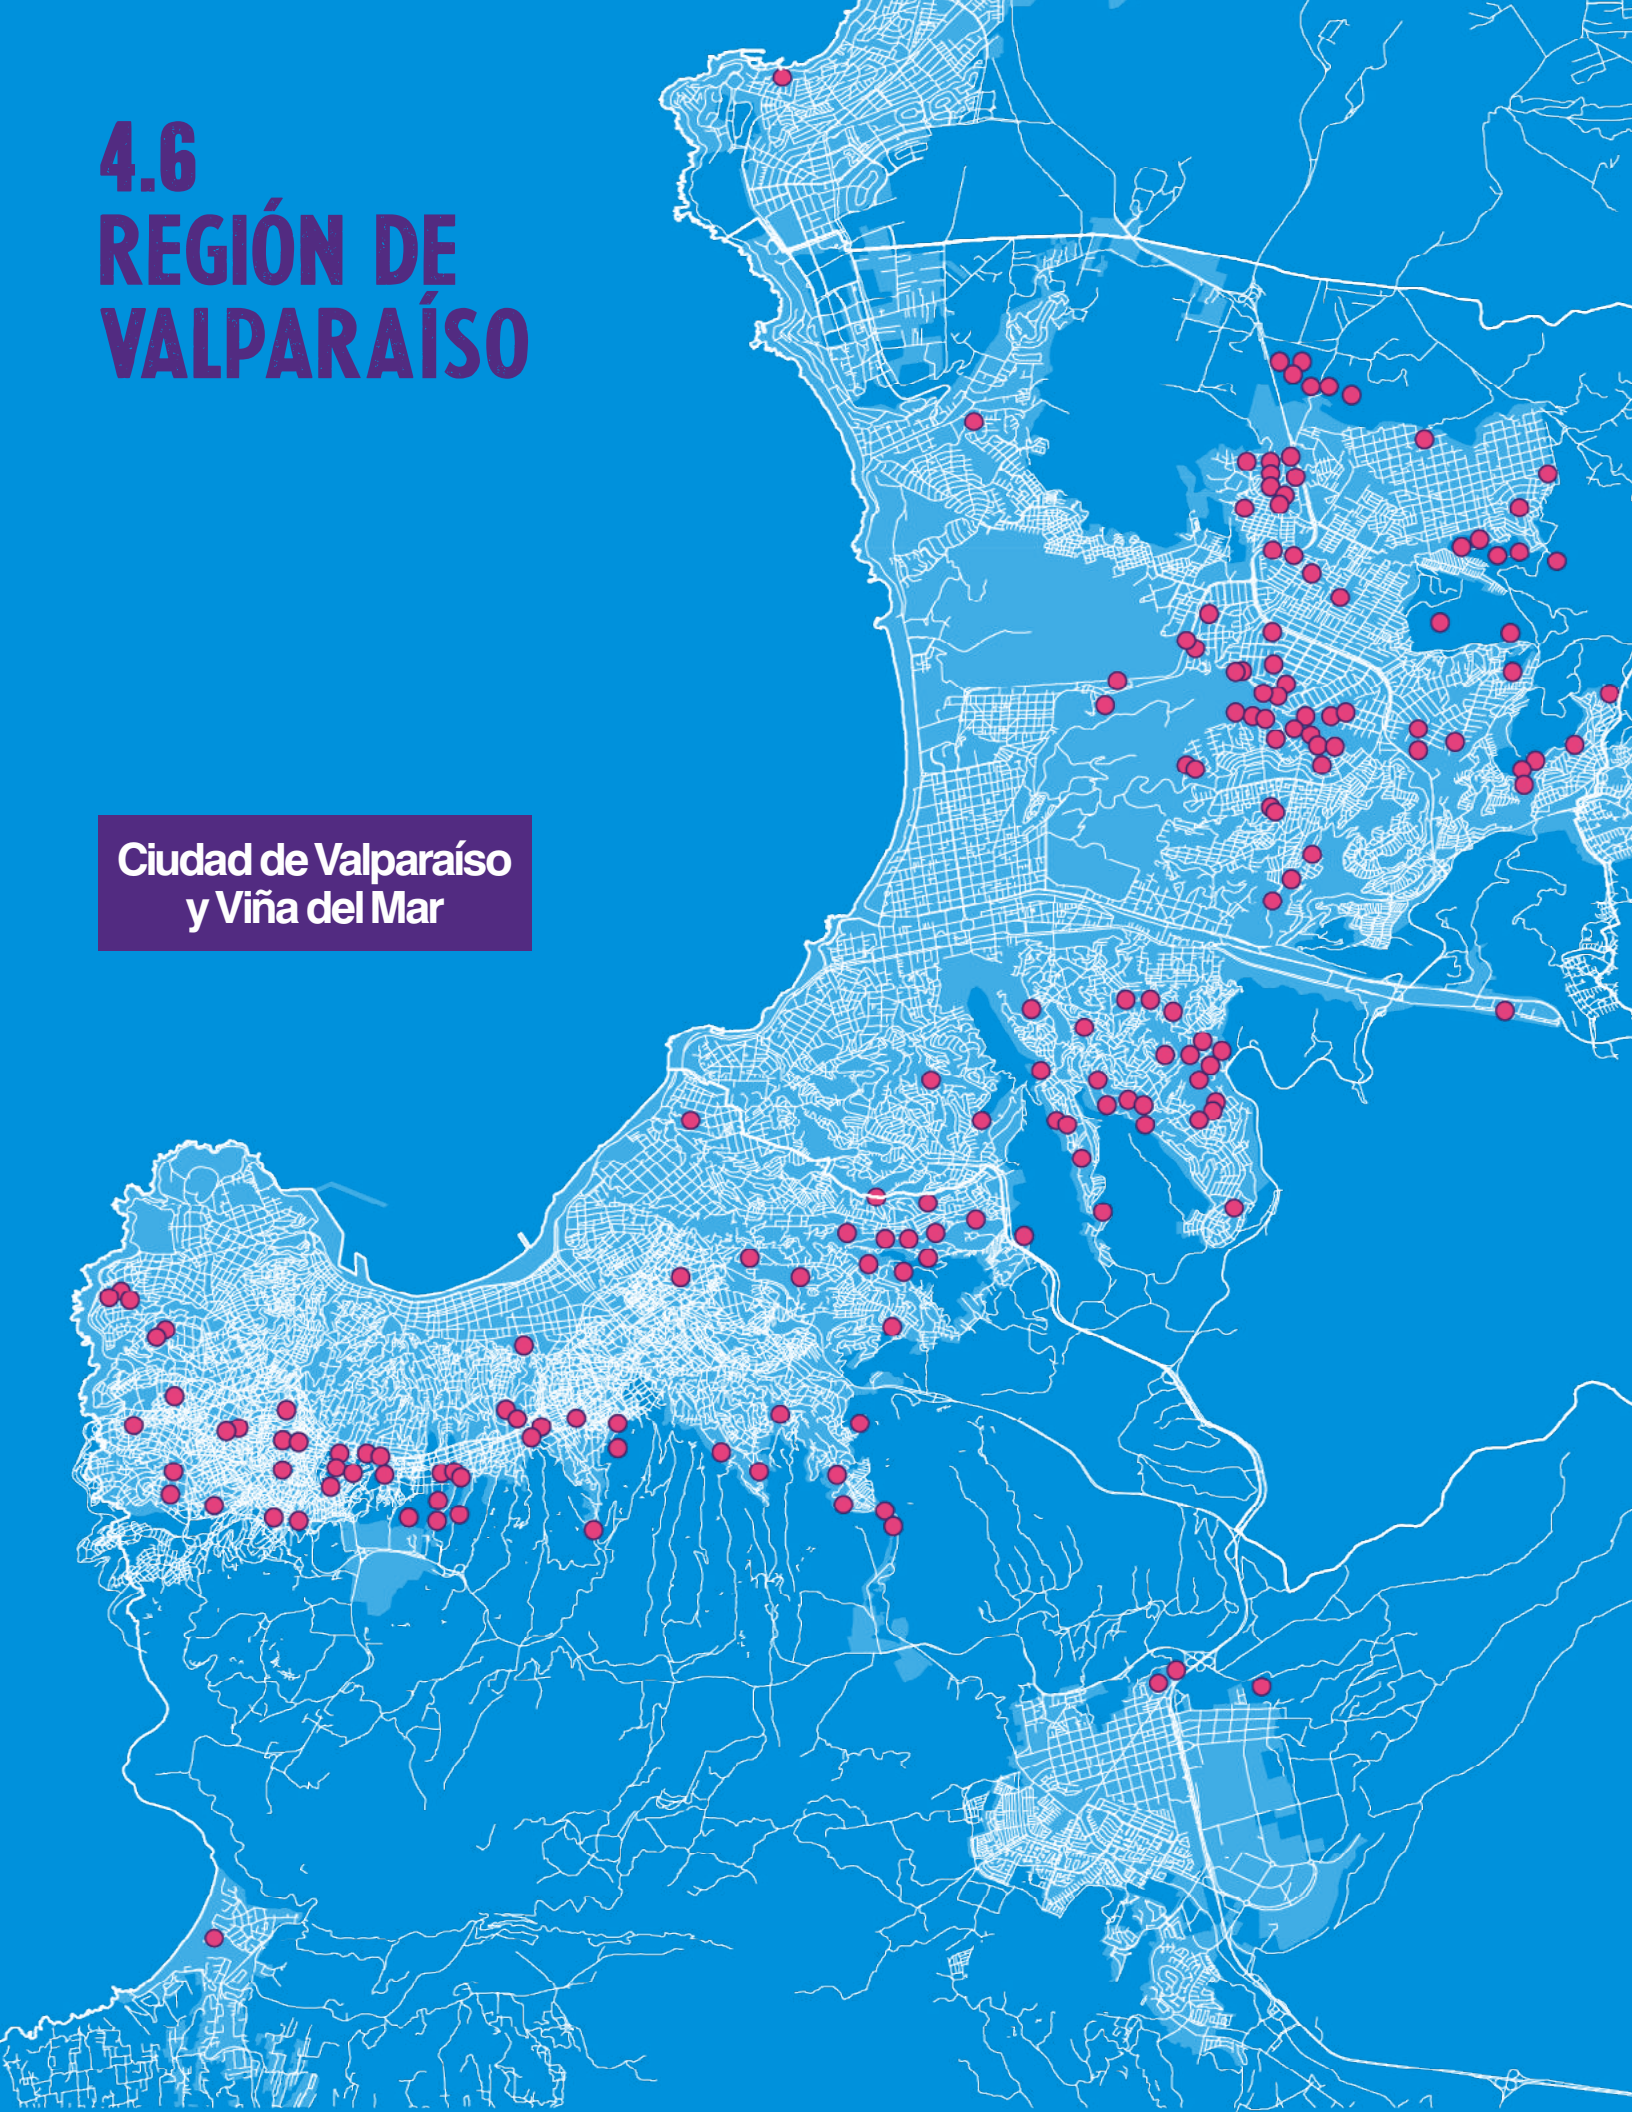 4.6
REGIÓN DE
VALPARAÍSO
Ciudad de Valparaíso
y Viña del Mar